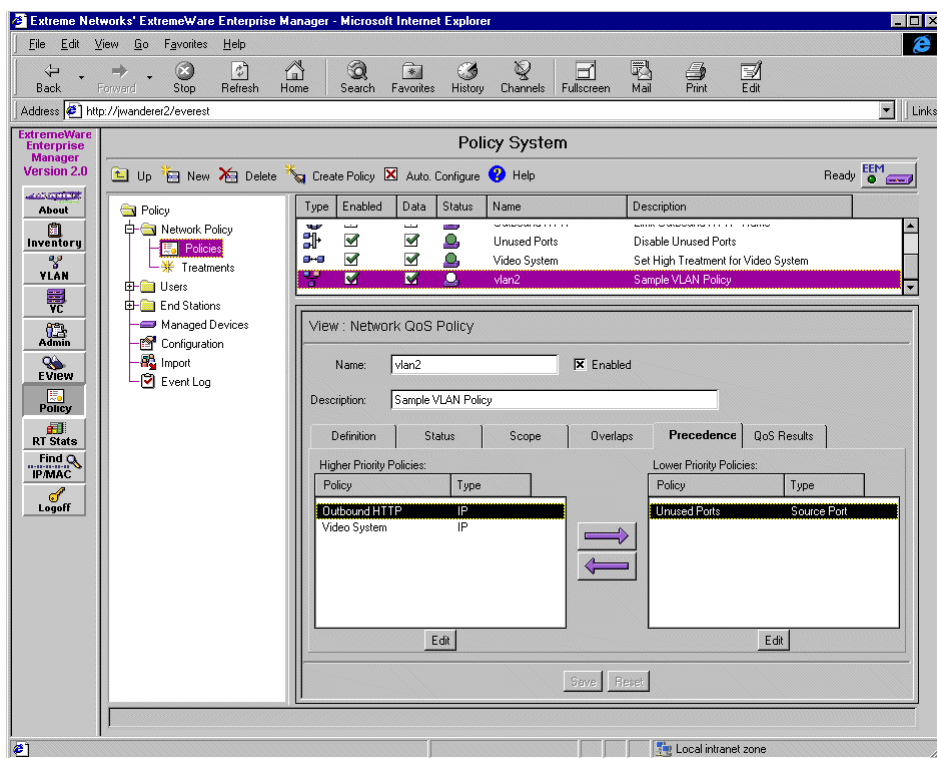 Extreme Networks' ExtremeWare Enterprise Manager - Microsoft Internet Explorer
File Edit View Go Favorites Help
Back Forward Stop Refresh Home Search Favorites History Channels Fullscreen Mail Print Edit
Address http://jwanderer2/everest Links
ExtremeWare
Enterprise
Manager
Version 2.0
About
Inventory
VLAN
VC
Admin
EView
Policy
RT Stats
Find
IP/MAC
Logoff
Policy System
Up New Delete Create Policy Auto. Configure Help Ready EEM
Policy
Network Policy
Policies
Treatments
Users
End Stations
Managed Devices
Configuration
Import
Event Log
Type Enabled Data Status Name Description
Unused Ports Disable Unused Ports
Video System Set High Treatment for Video System
vlan2 Sample VLAN Policy
View : Network QoS Policy
Name: vlan2 Enabled
Description: Sample VLAN Policy
Definition Status Scope Overlaps Precedence QoS Results
Higher Priority Policies: Lower Priority Policies:
Policy Type Policy Type
Outbound HTTP IP Unused Ports Source Port
Video System IP
Edit Edit
Save Reset
Local intranet zone